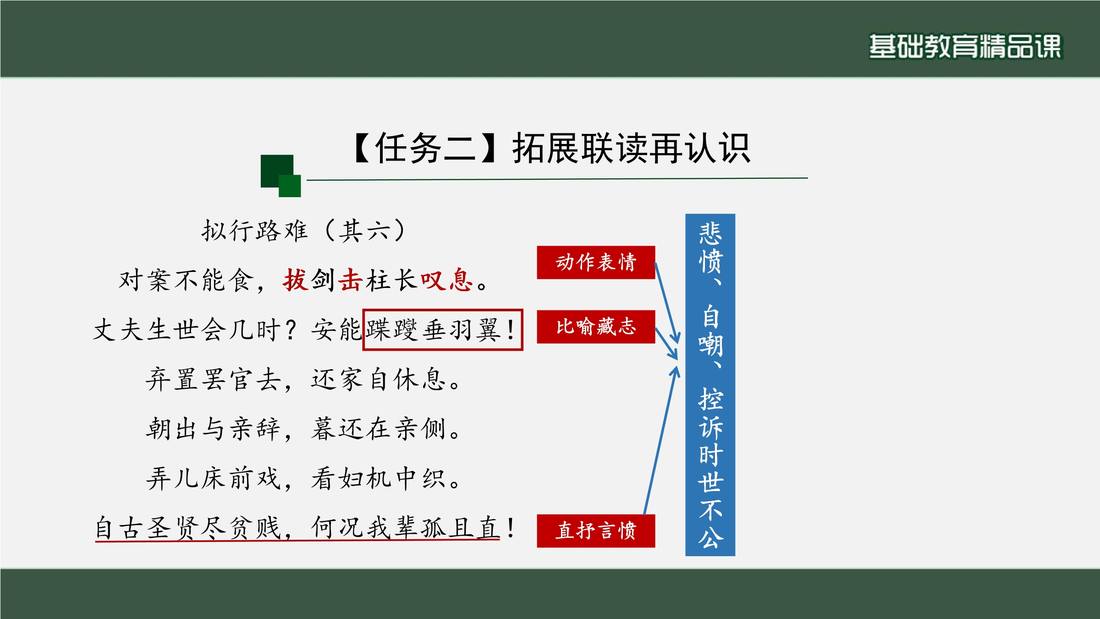 基础教育精品课
【任务二】拓展联读再认识
拟行路难（其六）
对案不能食，拔剑击柱长叹息。
丈夫生世会几时？安能蹀躞垂羽翼！
弃置罢官去，还家自休息。
朝出与亲辞，暮还在亲侧。
弄儿床前戏，看妇机中织。
自古圣贤尽贫贱，何况我辈孤且直！
动作表情
比喻藏志
直抒言愤
悲愤、自嘲、控诉时世不公